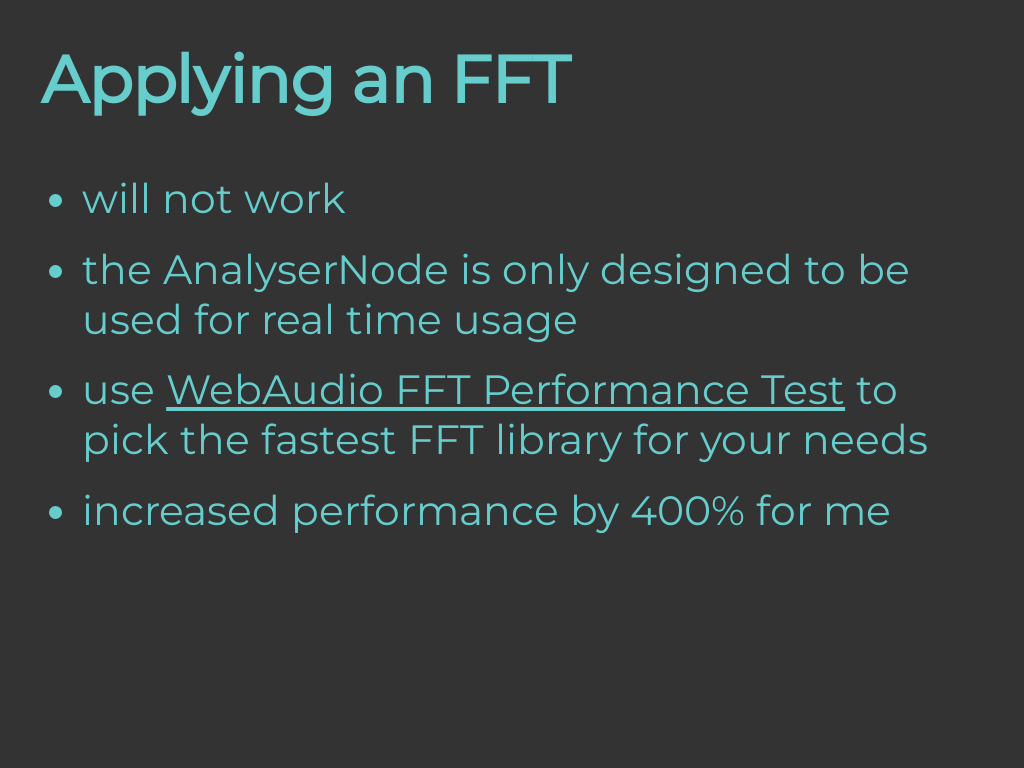 Applying an FFT
• will not work
• the AnalyserNode is only designed to be
used for real time usage
• use WebAudio FFT Performance Test to
pick the fastest FFT library for your needs
• increased performance by 400% for me